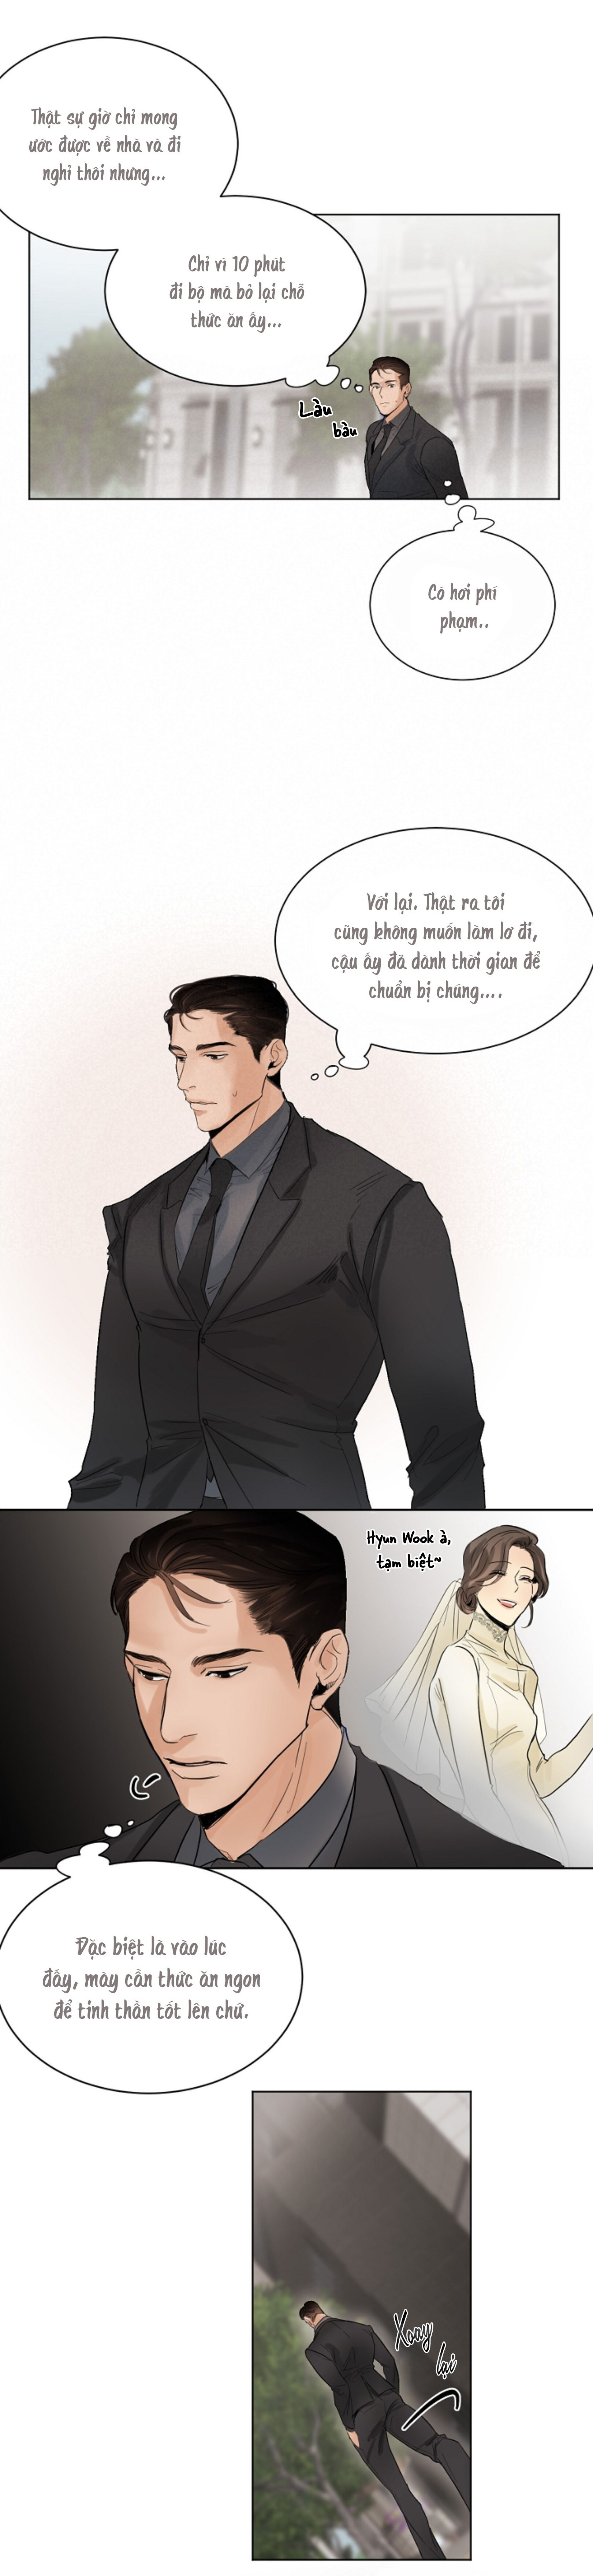 Thật sự giờ chỉ mong
ước được về nhà và đi
nghỉ thôi nhưng...
Chỉ vì 10 phút
đi bộ mà bỏ lại chỗ
thức ăn ấy...
Lầu
bầu
Có hơi phí
phạm..
Với lại. Thật ra tôi
cũng không muốn làm lơ đi,
cậu ấy đã dành thời gian để
chuẩn bị chúng....
Hyun Wook à,
tạm biệt~
Đặc biệt là vào lúc
đấy, mày cần thức ăn ngon
để tinh thần tốt lên chứ.
Xoay
lại